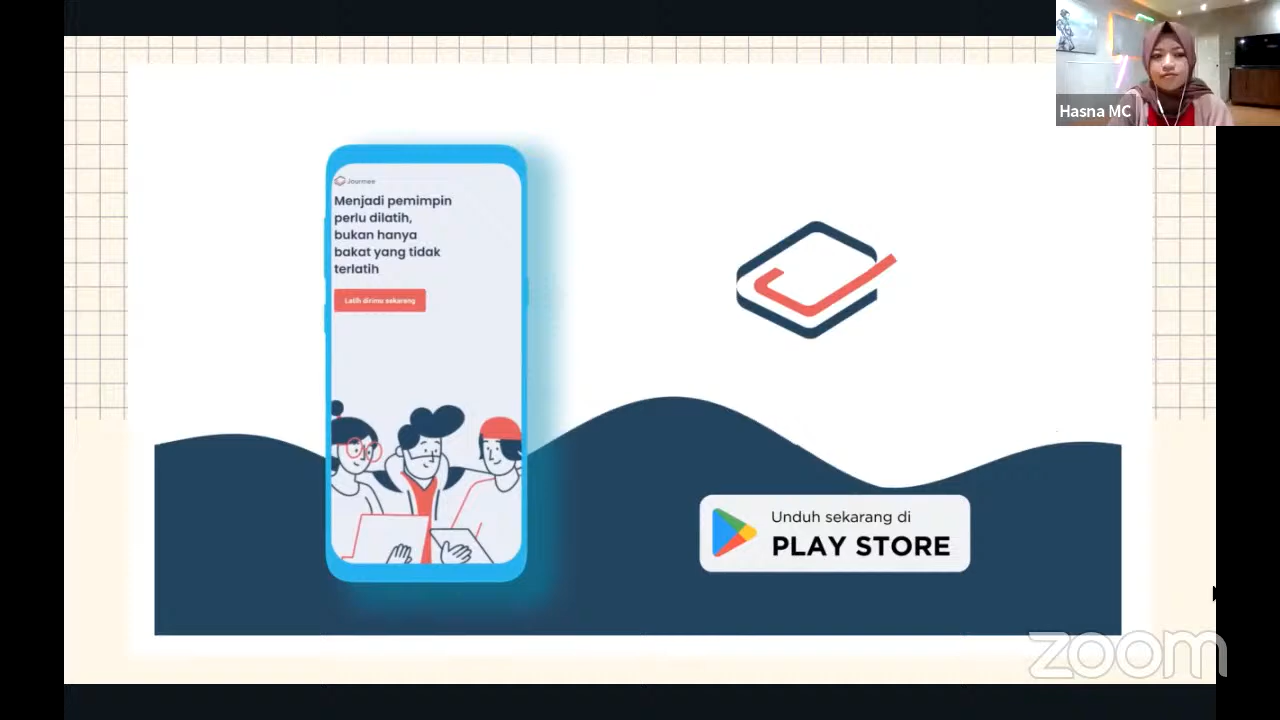 Hasna MC
Journee
Menjadi pemimpin
perlu dilatih,
bukan hanya
bakat yang tidak
terlatih
Latih dirimu sekarang
Unduh sekarang di
PLAY STORE
zoom